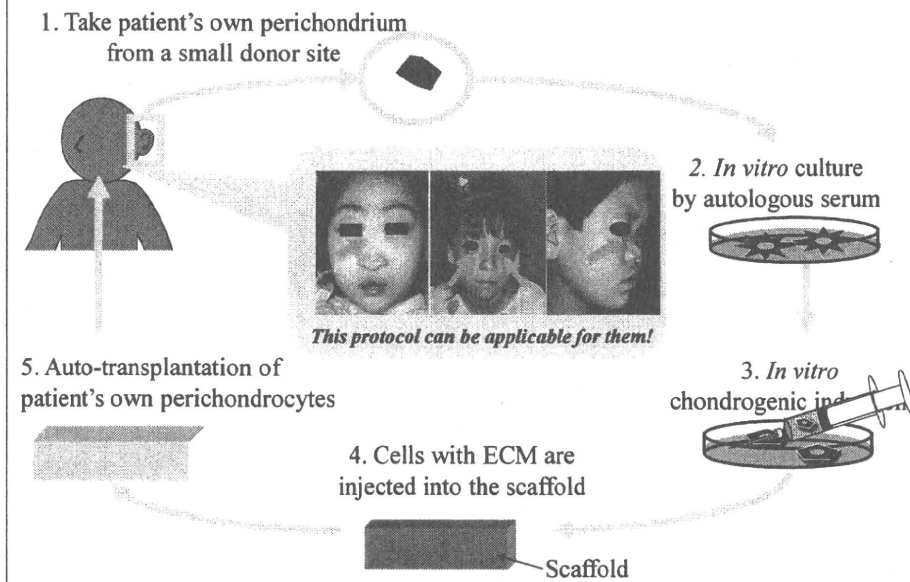 1. Take patient's own perichondrium
from a small donor site
2. In vitro culture
by autologous serum
This protocol can be applicable for them!
5. Auto-transplantation of
patient's own perichondrocytes
3. In vitro
chondrogenic
4. Cells with ECM are
injected into the scaffold
Scaffold